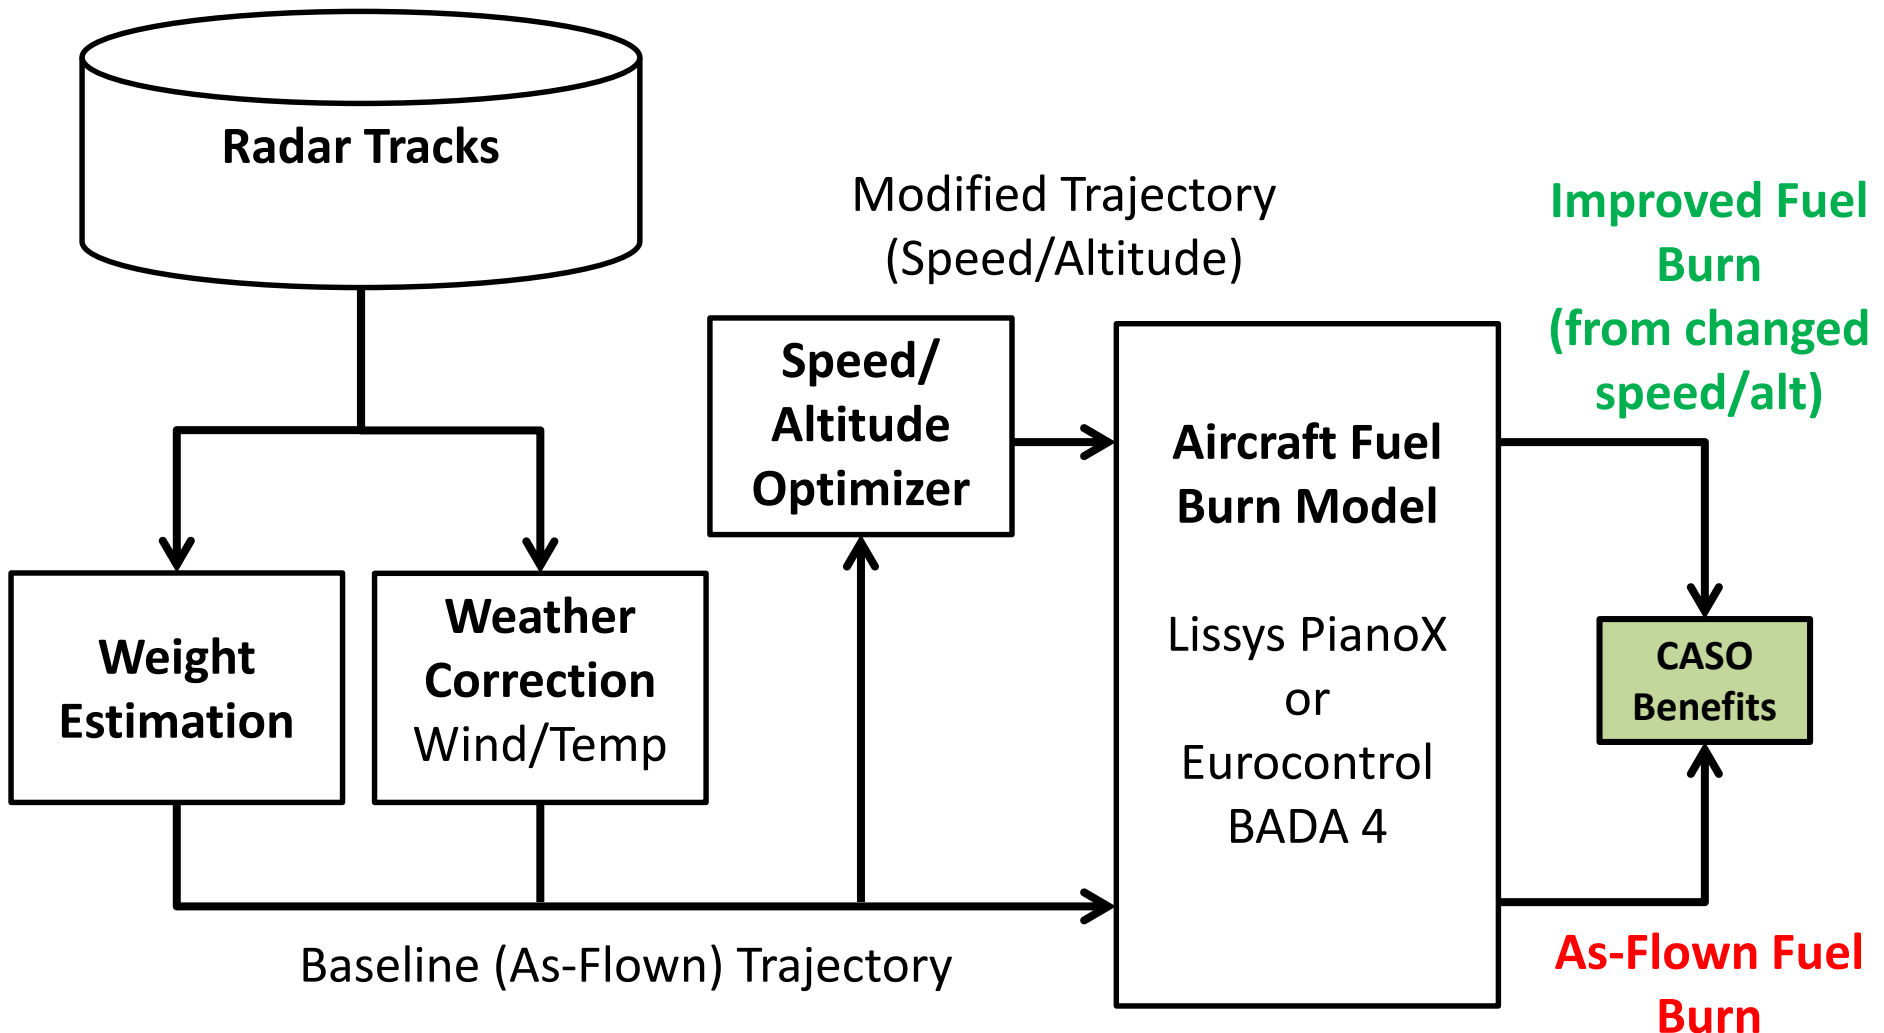 Radar Tracks
Modified Trajectory
(Speed/Altitude)
Improved Fuel
Burn
(from changed
speed/alt)
Speed/
Altitude
Optimizer
Aircraft Fuel
Burn Model
Lissys PianoX
or
Eurocontrol
BADA 4
Weight
Estimation
Weather
Correction
Wind/Temp
CASO
Benefits
Baseline (As-Flown) Trajectory
As-Flown Fuel
Burn